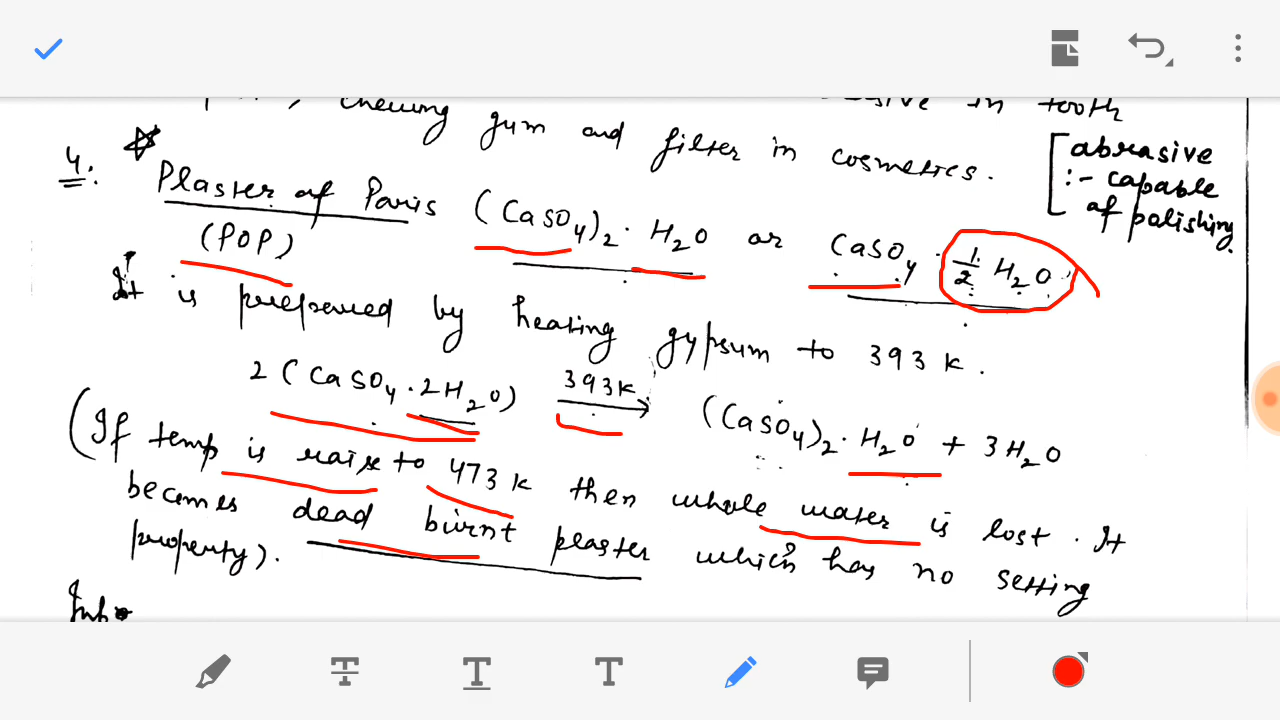 chewing gum and filter in cosmetics. in tooth
[abrasive
:- capable
of polishing.
4. Plaster of Paris (CaSO4)2 · H2O or CaSO4 · 1/2 H2O
(POP)
It is prepered by heating gypsum to 393 K.
2 (CaSO4 · 2H2O) 393K → (CaSO4)2 · H2O + 3H2O
(If temp is raise to 473 K then whole water is lost. It
becomes dead burnt plaster which has no setting
property).